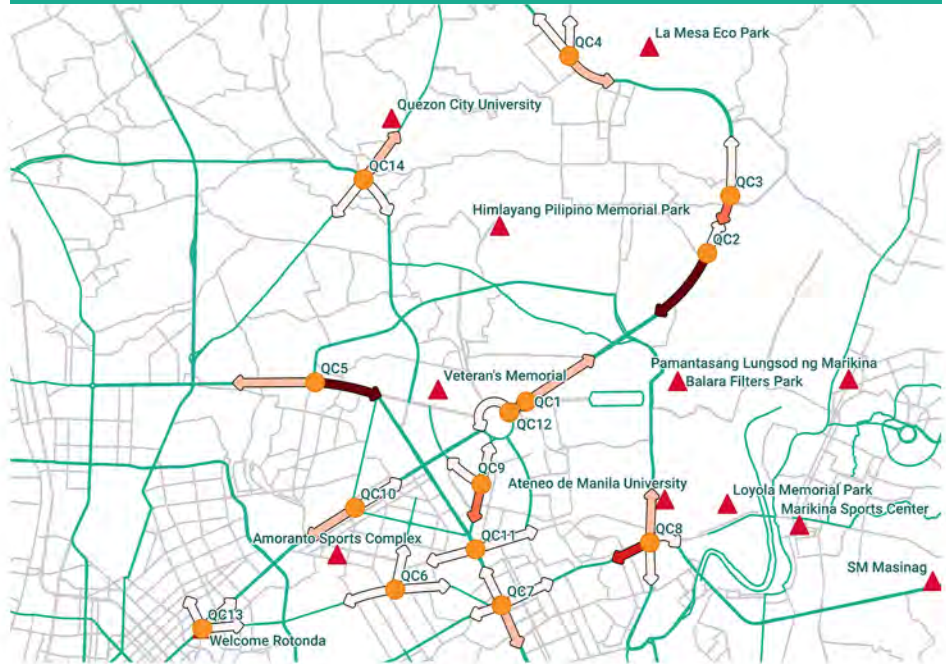 La Mesa Eco Park
QC4
Quezon City University
QC14
QC3
Himlayang Pilipino Memorial Park
QC2
QC5
Veteran's Memorial
Pamantasang Lungsod ng Marikina
Balara Filters Park
QC1
QC12
QC9
Ateneo de Manila University
Loyola Memorial Park
Marikina Sports Center
QC10
QC8
Amoranto Sports Complex
QC11
SM Masinag
QC6
QC7
QC13
Welcome Rotonda